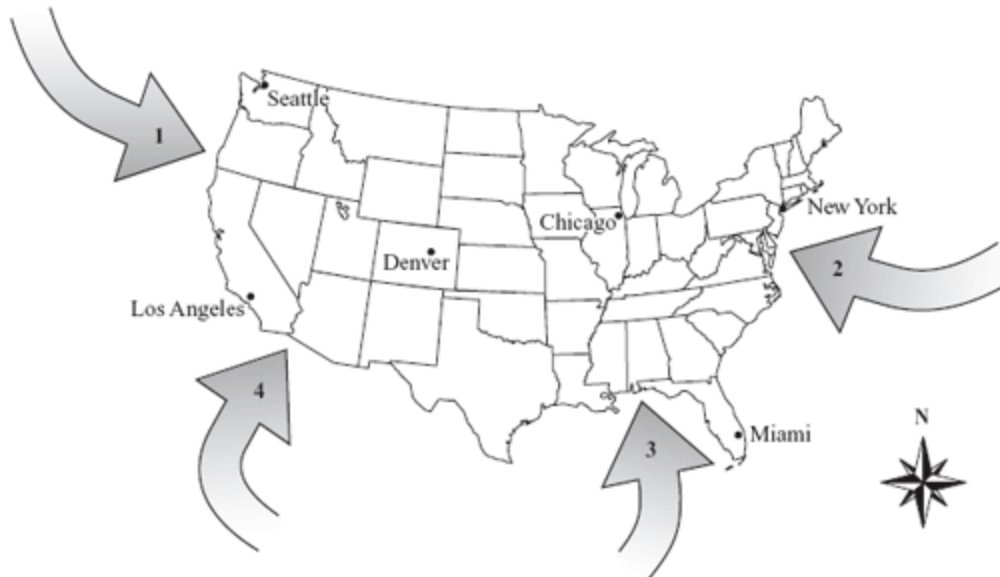 1
Seattle
Chicago
New York
Denver
2
Los Angeles
4
3
Miami
N